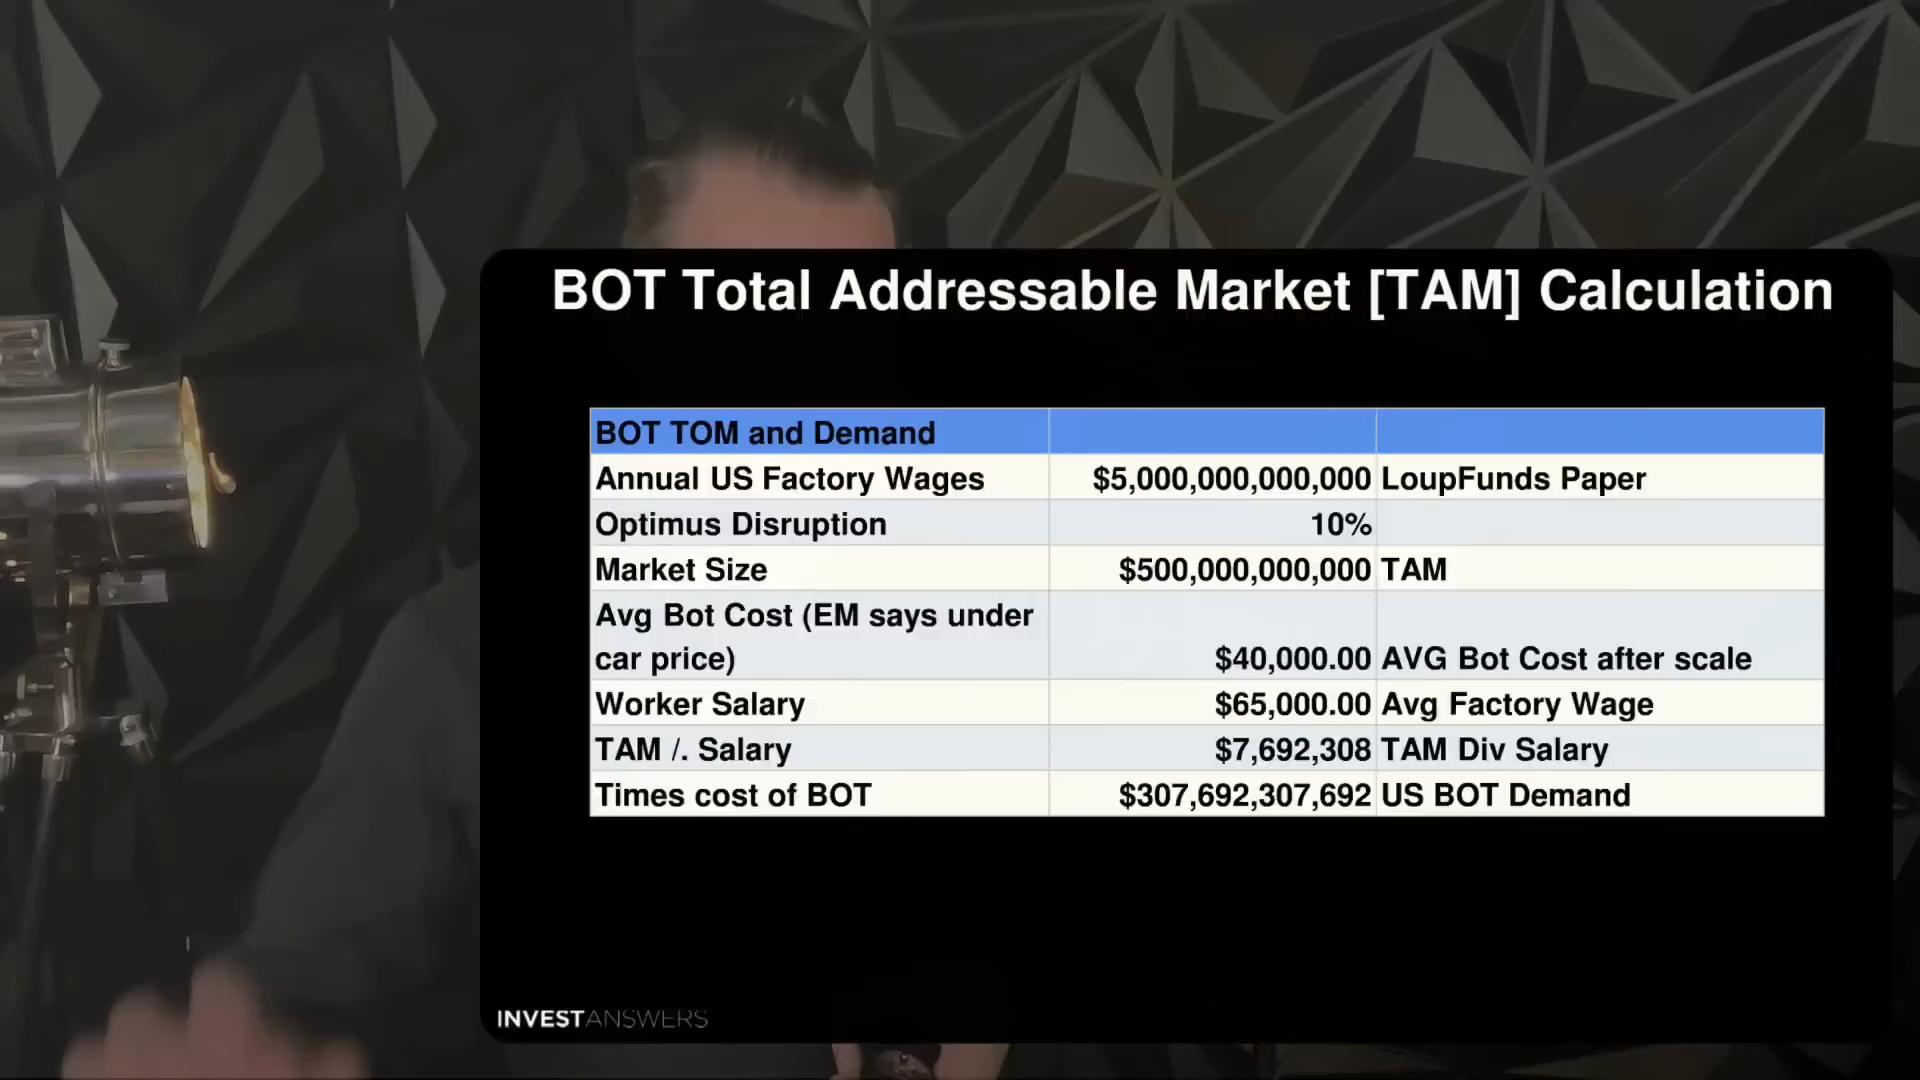 BOT Total Addressable Market [TAM] Calculation
BOT TOM and Demand
Annual US Factory Wages $5,000,000,000,000 LoupFunds Paper
Optimus Disruption 10%
Market Size $500,000,000,000 TAM
Avg Bot Cost (EM says under
car price) $40,000.00 AVG Bot Cost after scale
Worker Salary $65,000.00 Avg Factory Wage
TAM /. Salary $7,692,308 TAM Div Salary
Times cost of BOT $307,692,307,692 US BOT Demand
INVESTANSWERS